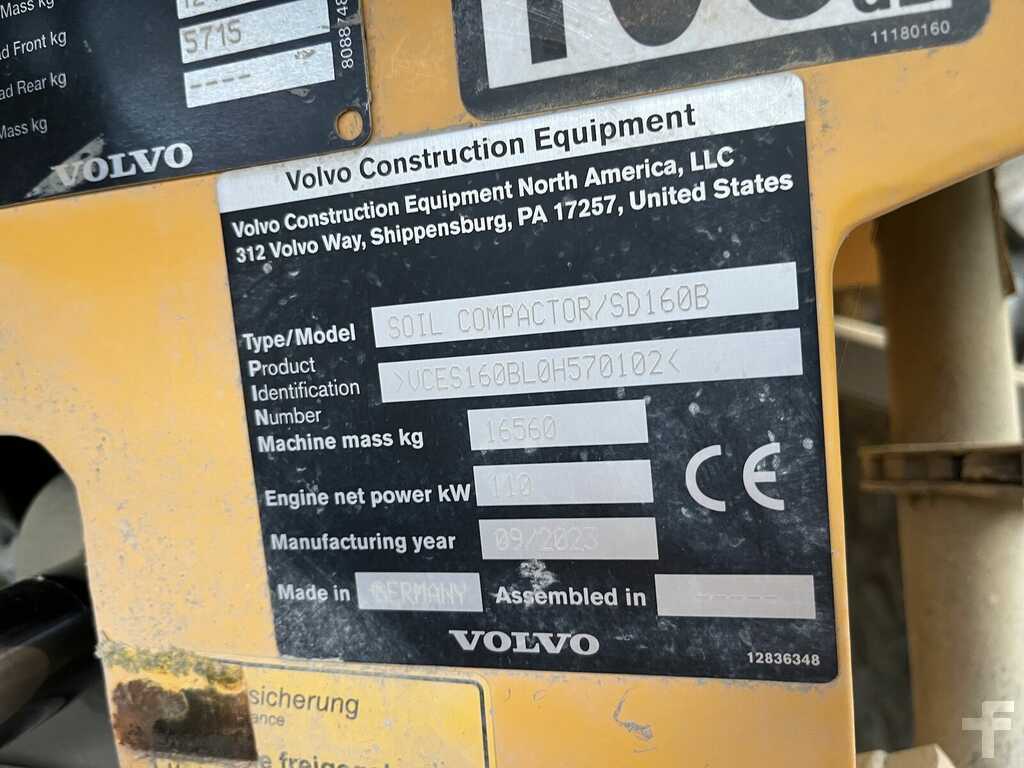 Mass kg
ad Front kg
5715
ad Rear kg
----
Mass kg
VOLVO
8088748
11180160
Volvo Construction Equipment
Volvo Construction Equipment North America, LLC
312 Volvo Way, Shippensburg, PA 17257, United States
Type/Model SOIL COMPACTOR/SD160B
Product
Identification
Number
>VCES160BL0H570102<
Machine mass kg 16560
Engine net power kW 110
Manufacturing year 09/2023
CE
Made in GERMANY Assembled in -----
VOLVO
12836348
sicherung
ance